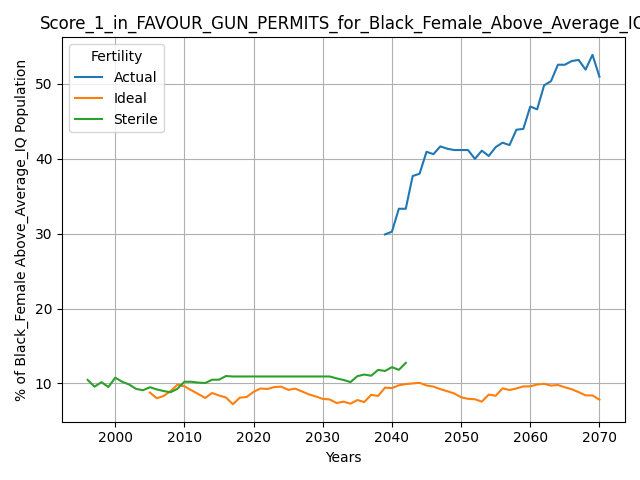 Score_1_in_FAVOUR_GUN_PERMITS_for_Black_Female_Above_Average_IQ
Fertility
Actual
Ideal
Sterile
% of Black_Female Above_Average_IQ Population
50
40
30
20
10
2000 2010 2020 2030 2040 2050 2060 2070
Years